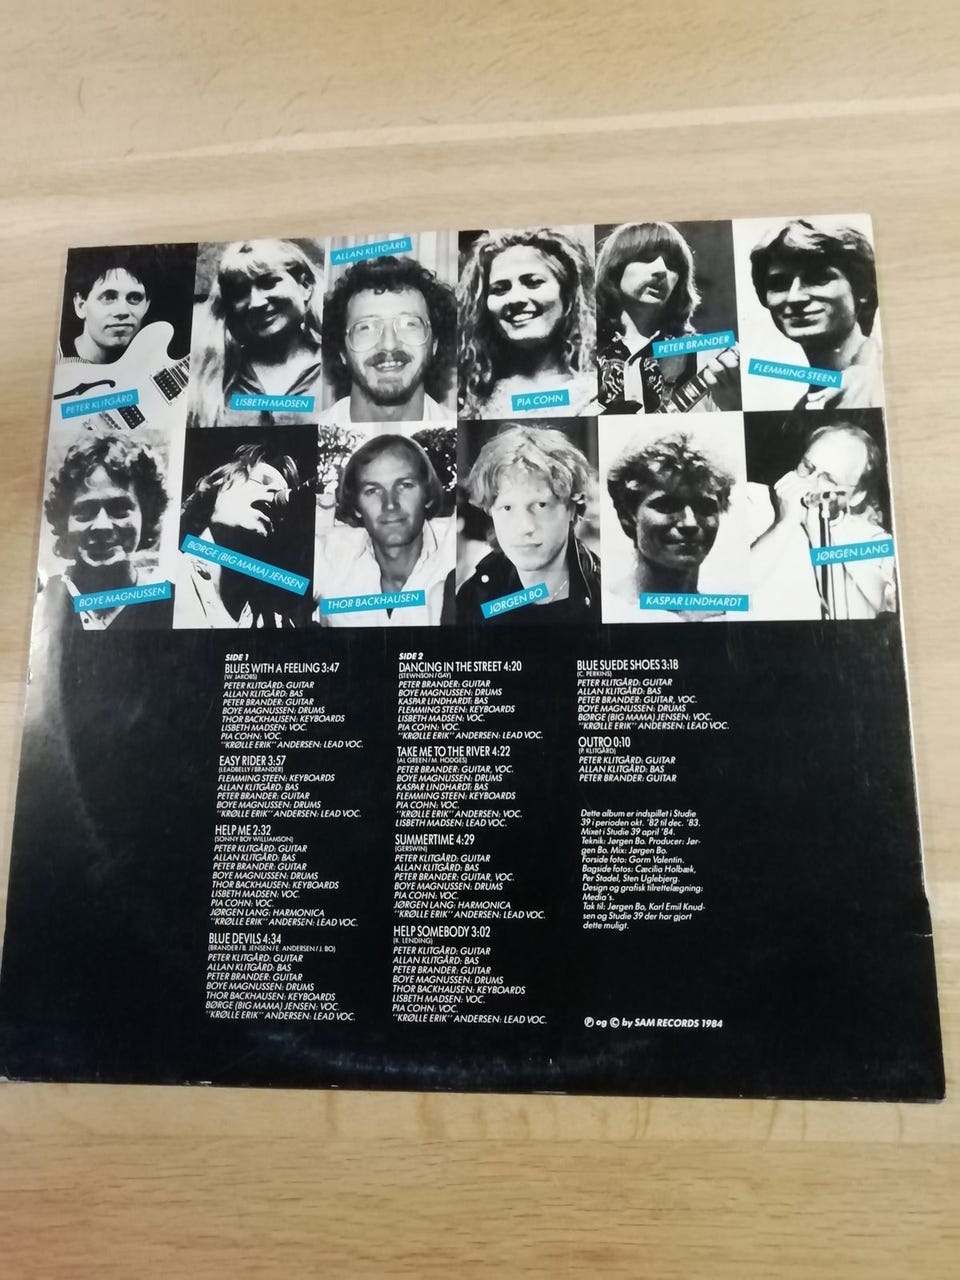 ALLAN KLITGÅRD
PETER KLITGÅRD
LISBETH MADSEN
PIA COHN
PETER BRANDER
FLEMMING STEEN
BOYE MAGNUSSEN
BØRGE (BIG MAMA) JENSEN
THOR BACKHAUSEN
JØRGEN BO
KASPAR LINDHARDT
JØRGEN LANG
SIDE 1
BLUES WITH A FEELING 3:47
(W. JAKOBS)
PETER KLITGÅRD: GUITAR
ALLAN KLITGÅRD: BAS
PETER BRANDER: GUITAR
BOYE MAGNUSSEN: DRUMS
THOR BACKHAUSEN: KEYBOARDS
LISBETH MADSEN: VOC.
PIA COHN: VOC.
"KRØLLE ERIK" ANDERSEN: LEAD VOC.
EASY RIDER 3:57
(LEADBELLY/BRANDER)
FLEMMING STEEN: KEYBOARDS
ALLAN KLITGÅRD: BAS
PETER BRANDER: GUITAR
BOYE MAGNUSSEN: DRUMS
"KRØLLE ERIK" ANDERSEN: LEAD VOC.
HELP ME 2:32
(SONNY BOY WILLIAMSON)
PETER KLITGÅRD: GUITAR
ALLAN KLITGÅRD: BAS
PETER BRANDER: GUITAR
BOYE MAGNUSSEN: DRUMS
THOR BACKHAUSEN: KEYBOARDS
LISBETH MADSEN: VOC.
PIA COHN: VOC.
JØRGEN LANG: HARMONICA
"KRØLLE ERIK" ANDERSEN: LEAD VOC.
BLUE DEVILS 4:34
(BRANDER/B. JENSEN/E. ANDERSEN/J. BO)
PETER KLITGÅRD: GUITAR
ALLAN KLITGÅRD: BAS
PETER BRANDER: GUITAR
BOYE MAGNUSSEN: DRUMS
THOR BACKHAUSEN: KEYBOARDS
BØRGE (BIG MAMA) JENSEN: VOC.
"KRØLLE ERIK" ANDERSEN: LEAD VOC.
SIDE 2
DANCING IN THE STREET 4:20
(STEWNSON/GAY)
PETER BRANDER: GUITAR
BOYE MAGNUSSEN: DRUMS
KASPAR LINDHARDT: BAS
FLEMMING STEEN: KEYBOARDS
LISBETH MADSEN: VOC.
PIA COHN: VOC.
"KRØLLE ERIK" ANDERSEN: LEAD VOC.
TAKE ME TO THE RIVER 4:22
(AL GREEN/M. HODGES)
PETER BRANDER: GUITAR, VOC.
BOYE MAGNUSSEN: DRUMS
KASPAR LINDHARDT: BAS
FLEMMING STEEN: KEYBOARDS
PIA COHN: VOC.
"KRØLLE ERIK" ANDERSEN: VOC.
LISBETH MADSEN: LEAD VOC.
SUMMERTIME 4:29
(GERSWIN)
PETER KLITGÅRD: GUITAR
ALLAN KLITGÅRD: BAS
PETER BRANDER: GUITAR, VOC.
BOYE MAGNUSSEN: DRUMS
PIA COHN: VOC.
JØRGEN LANG: HARMONICA
"KRØLLE ERIK" ANDERSEN: LEAD VOC.
HELP SOMEBODY 3:02
(K. LENDING)
PETER KLITGÅRD: GUITAR
ALLAN KLITGÅRD: BAS
PETER BRANDER: GUITAR
BOYE MAGNUSSEN: DRUMS
THOR BACKHAUSEN: KEYBOARDS
LISBETH MADSEN: VOC.
PIA COHN: VOC.
"KRØLLE ERIK" ANDERSEN: LEAD VOC.
BLUE SUEDE SHOES 3:18
(C. PERKINS)
PETER KLITGÅRD: GUITAR
ALLAN KLITGÅRD: BAS
PETER BRANDER: GUITAR, VOC.
BOYE MAGNUSSEN: DRUMS
BØRGE (BIG MAMA) JENSEN: VOC.
"KRØLLE ERIK" ANDERSEN: LEAD VOC.
OUTRO 0:10
(P. KLITGÅRD)
PETER KLITGÅRD: GUITAR
ALLAN KLITGÅRD: BAS
PETER BRANDER: GUITAR
Dette album er indspillet i Studie
39 i perioden okt. '82 til dec. '83.
Mixet i Studie 39 april '84.
Teknik: Jørgen Bo. Producer: Jør-
gen Bo. Mix: Jørgen Bo.
Forside foto: Gorm Valentin.
Bagside fotos: Cæcilia Holbæk,
Per Stadel, Sten Uglebjerg.
Design og grafisk tilrettelægning:
Media's.
Tak til: Jørgen Bo, Karl Emil Knud-
sen og Studie 39 der har gjort
dette muligt.
℗ og © by SAM RECORDS 1984